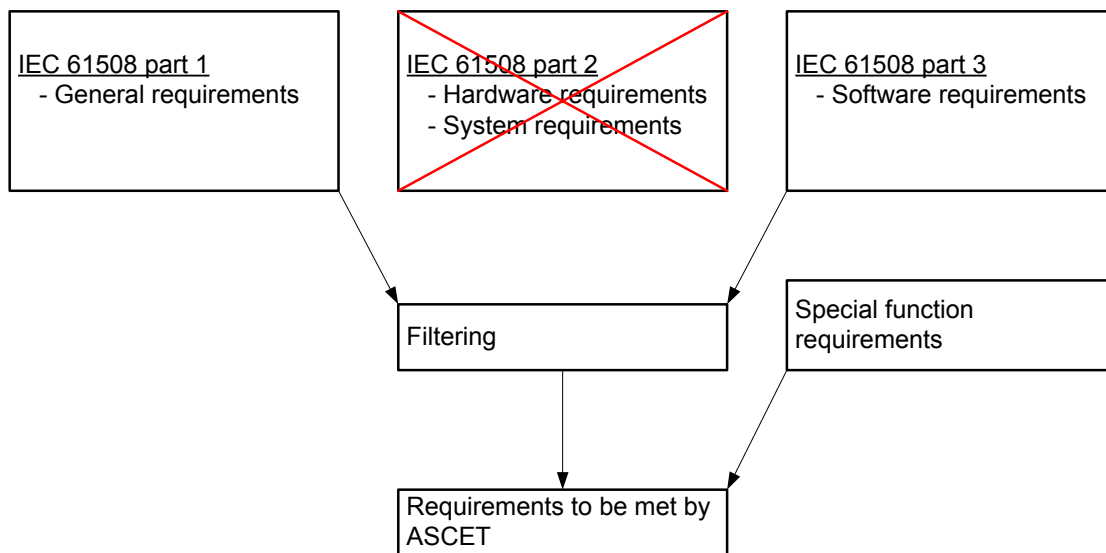 IEC 61508 part 1
- General requirements
IEC 61508 part 2
- Hardware requirements
- System requirements
IEC 61508 part 3
- Software requirements
Filtering
Special function
requirements
Requirements to be met by
ASCET